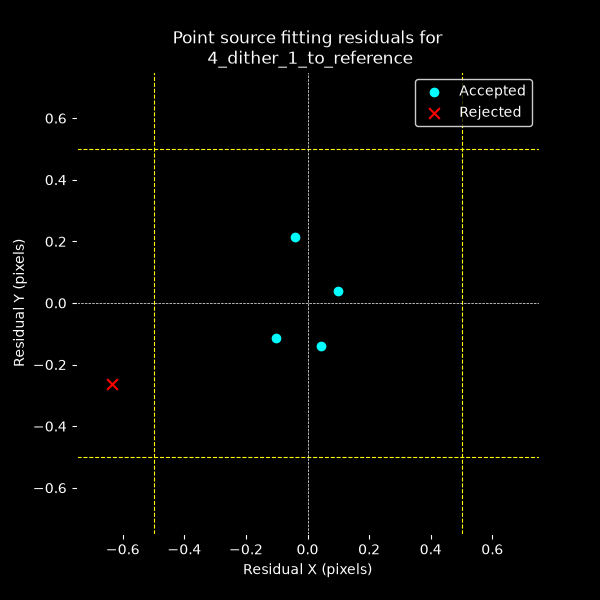 Point source fitting residuals for
4_dither_1_to_reference
Accepted
Rejected
0.6
0.4
0.2
0.0
−0.2
−0.4
−0.6
Residual Y (pixels)
−0.6
−0.4
−0.2
0.0
0.2
0.4
0.6
Residual X (pixels)